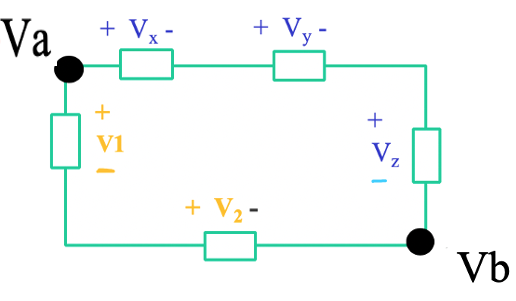 + Vx -
+ Vy -
Va
+
V1
-
+
Vz
-
+ V2 -
Vb